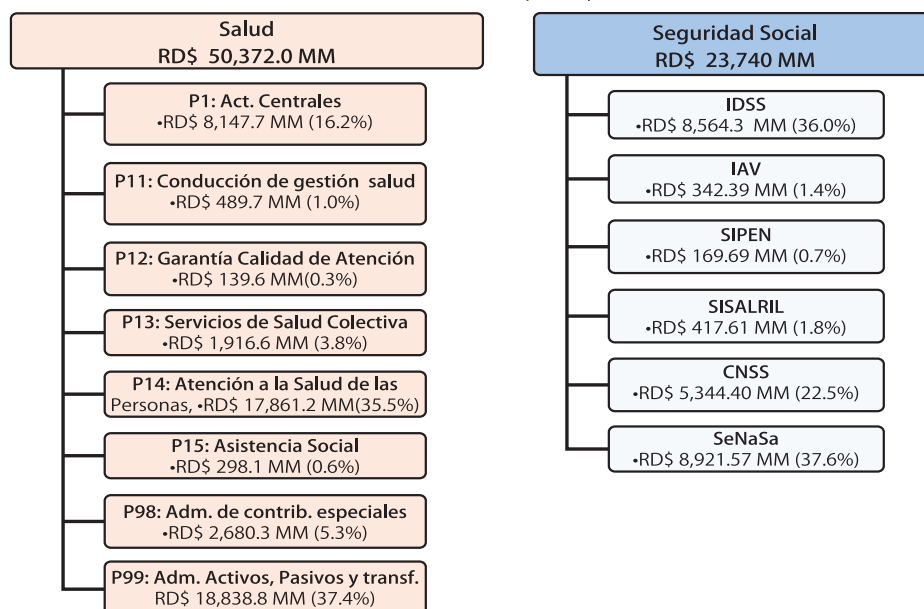 Salud
RD$ 50,372.0 MM
P1: Act. Centrales
•RD$ 8,147.7 MM (16.2%)
P11: Conducción de gestión salud
•RD$ 489.7 MM (1.0%)
P12: Garantía Calidad de Atención
•RD$ 139.6 MM(0.3%)
P13: Servicios de Salud Colectiva
•RD$ 1,916.6 MM (3.8%)
P14: Atención a la Salud de las
Personas, •RD$ 17,861.2 MM(35.5%)
P15: Asistencia Social
•RD$ 298.1 MM (0.6%)
P98: Adm. de contrib. especiales
•RD$ 2,680.3 MM (5.3%)
P99: Adm. Activos, Pasivos y transf.
RD$ 18,838.8 MM (37.4%)
Seguridad Social
RD$ 23,740 MM
IDSS
•RD$ 8,564.3 MM (36.0%)
IAV
•RD$ 342.39 MM (1.4%)
SIPEN
•RD$ 169.69 MM (0.7%)
SISALRIL
•RD$ 417.61 MM (1.8%)
CNSS
•RD$ 5,344.40 MM (22.5%)
SeNaSa
•RD$ 8,921.57 MM (37.6%)